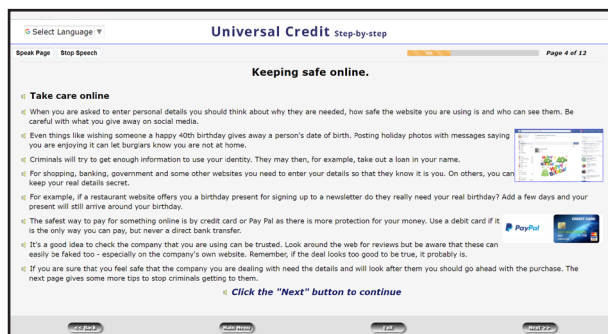 G Select Language ▼
Universal Credit Step-by-step
Speak Page Stop Speech
Page 4 of 12
Keeping safe online.
Take care online
When you are asked to enter personal details you should think about why they are needed, how safe the website you are using is and who can see them. Be
careful with what you give away on social media.
Even things like wishing someone a happy 40th birthday gives away a person's date of birth. Posting holiday photos with messages saying
you are enjoying it can let burglars know you are not at home.
Criminals will try to get enough information to use your identity. They may then, for example, take out a loan in your name.
For shopping, banking, government and some other websites you need to enter your details so that they know it is you. On others, you can
keep your real details secret.
For example, if a restaurant website offers you a birthday present for signing up to a newsletter do they really need your real birthday? Add a few days and your
present will still arrive around your birthday.
The safest way to pay for something online is by credit card or Pay Pal as there is more protection for your money. Use a debit card if it
is the only way you can pay, but never a direct bank transfer.
PayPal
CREDIT CARD
It's a good idea to check the company that you are using can be trusted. Look around the web for reviews but be aware that these can
easily be faked too - especially on the company's own website. Remember, if the deal looks too good to be true, it probably is.
If you are sure that you feel safe that the company you are dealing with need the details and will look after them you should go ahead with the purchase. The
next page gives some more tips to stop criminals getting to them.
Click the "Next" button to continue
<< Back
Main Menu
Exit
Next >>